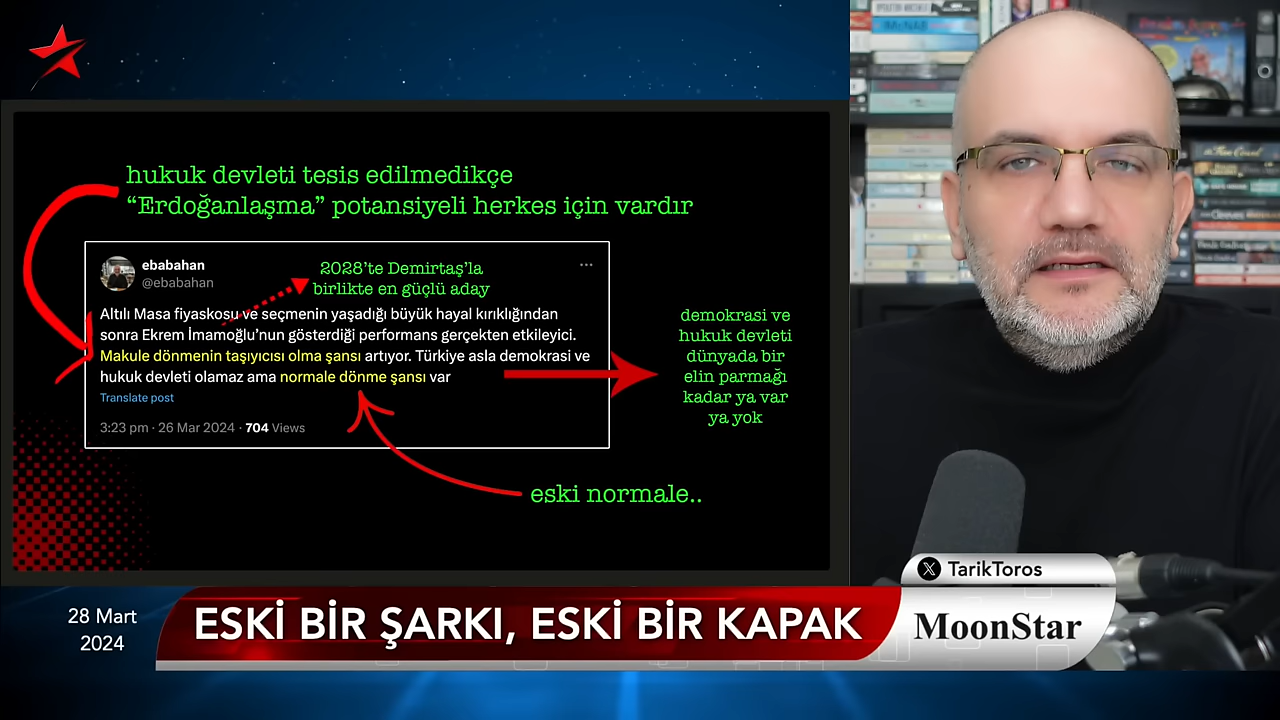 hukuk devleti tesis edilmedikçe
“Erdoğanlaşma” potansiyeli herkes için vardır
ebabahan
@ebabahan
2028’te Demirtaş’la
birlikte en güçlü aday
Altılı Masa fiyaskosu ve seçmenin yaşadığı büyük hayal kırıklığından
sonra Ekrem İmamoğlu’nun gösterdiği performans gerçekten etkileyici.
Makule dönmenin taşıyıcısı olma şansı artıyor. Türkiye asla demokrasi ve
hukuk devleti olamaz ama normale dönme şansı var
Translate post
3:23 pm · 26 Mar 2024 · 704 Views
demokrasi ve
hukuk devleti
dünyada bir
elin parmağı
kadar ya var
ya yok
eski normale..
TarikToros
28 Mart
2024
ESKİ BİR ŞARKI, ESKİ BİR KAPAK
MoonStar